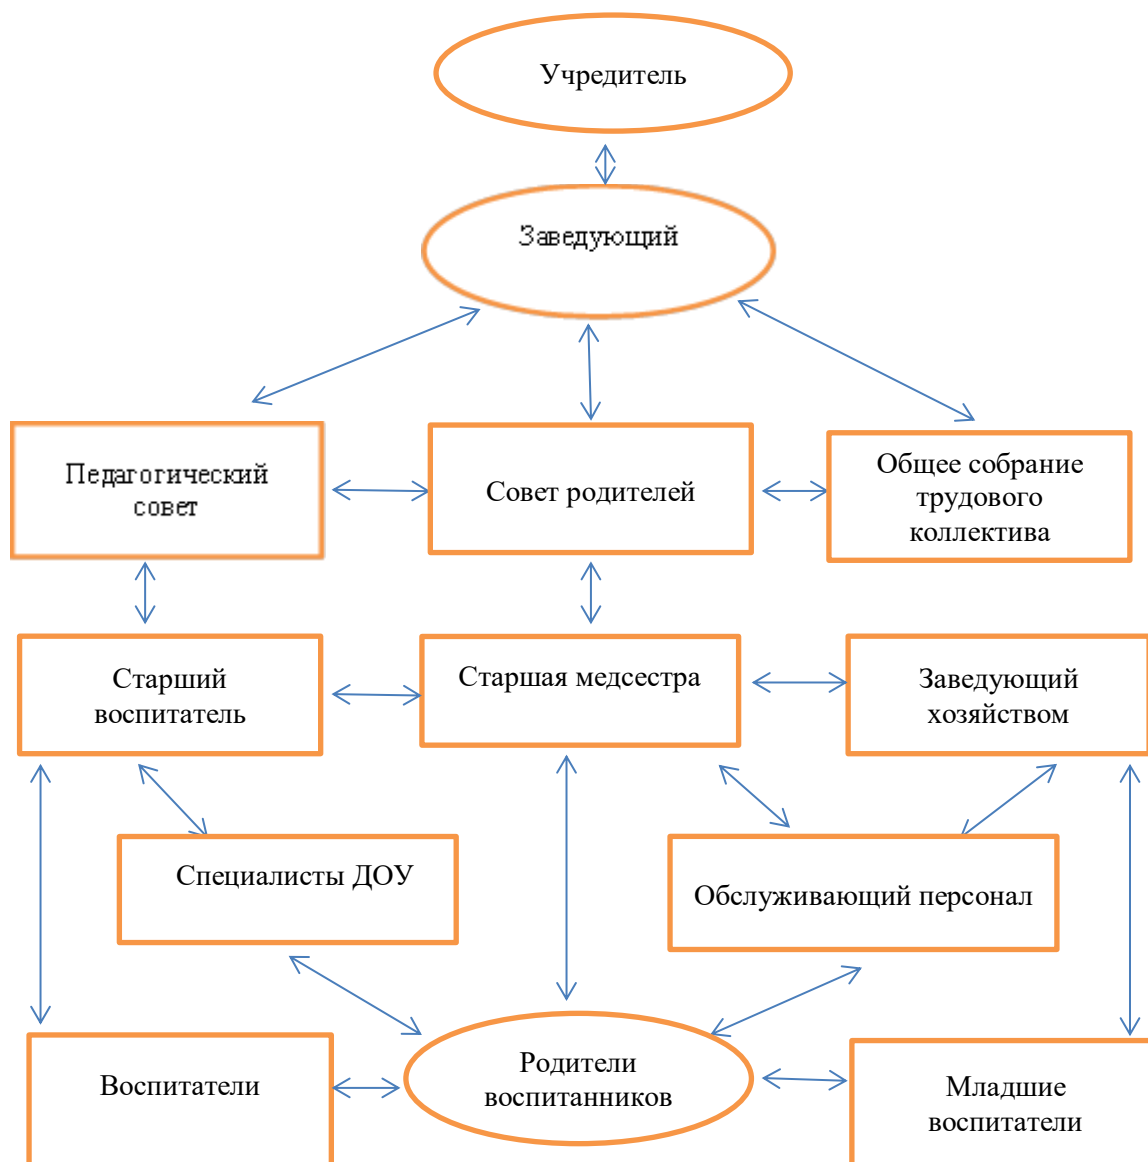 Учредитель
Заведующий
Педагогический
совет
Совет родителей
Общее собрание
трудового
коллектива
Старший
воспитатель
Старшая медсестра
Заведующий
хозяйством
Специалисты ДОУ
Обслуживающий персонал
Воспитатели
Родители
воспитанников
Младшие
воспитатели